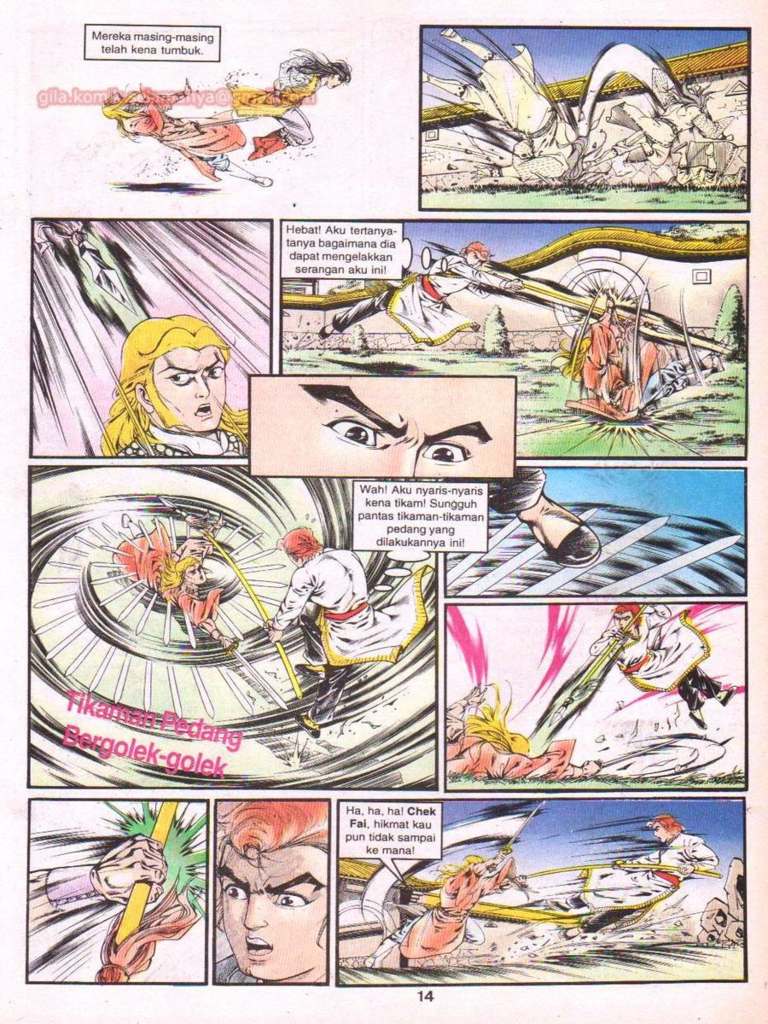 Mereka masing-masing
telah kena tumbuk.
Hebat! Aku tertanya-
tanya bagaimana dia
dapat mengelakkan
serangan aku ini!
Wah! Aku nyaris-nyaris
kena tikam! Sungguh
pantas tikaman-tikaman
pedang yang
dilakukannya ini!
Tikaman Pedang
Bergolek-golek
Ha, ha, ha! Chek
Fai, hikmat kau
pun tidak sampai
ke mana!
14